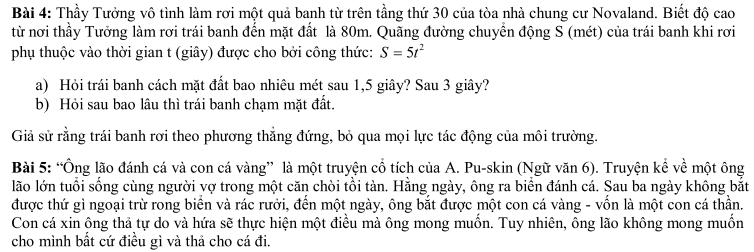 Bài 4: Thầy Tưởng vô tình làm rơi một quả banh từ trên tầng thứ 30 của tòa nhà chung cư Novaland. Biết độ cao
từ nơi thầy Tưởng làm rơi trái banh đến mặt đất là 80m. Quãng đường chuyển động S (mét) của trái banh khi rơi
phụ thuộc vào thời gian t (giây) được cho bởi công thức: S = 5t²
a) Hỏi trái banh cách mặt đất bao nhiêu mét sau 1,5 giây? Sau 3 giây?
b) Hỏi sau bao lâu thì trái banh chạm mặt đất.
Giả sử rằng trái banh rơi theo phương thẳng đứng, bỏ qua mọi lực tác động của môi trường.
Bài 5: “Ông lão đánh cá và con cá vàng” là một truyện cổ tích của A. Pu-skin (Ngữ văn 6). Truyện kể về một ông
lão lớn tuổi sống cùng người vợ trong một căn chòi tồi tàn. Hằng ngày, ông ra biển đánh cá. Sau ba ngày không bắt
được thứ gì ngoại trừ rong biển và rác rưởi, đến một ngày, ông bắt được một con cá vàng - vốn là một con cá thần.
Con cá xin ông thả tự do và hứa sẽ thực hiện một điều mà ông mong muốn. Tuy nhiên, ông lão không mong muốn
cho mình bất cứ điều gì và thả cho cá đi.